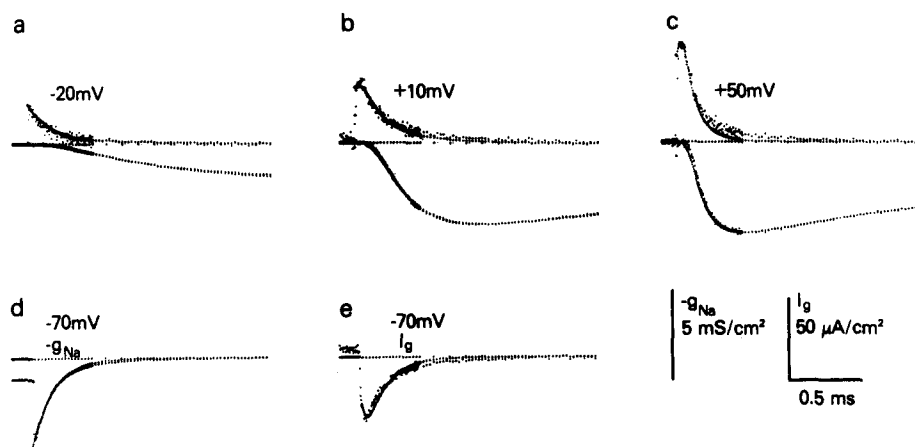 a
-20mV
b
+10mV
c
+50mV
d
-70mV
-gNa
e
-70mV
Ig
-gNa
5 mS/cm²
Ig
50 μA/cm²
0.5 ms